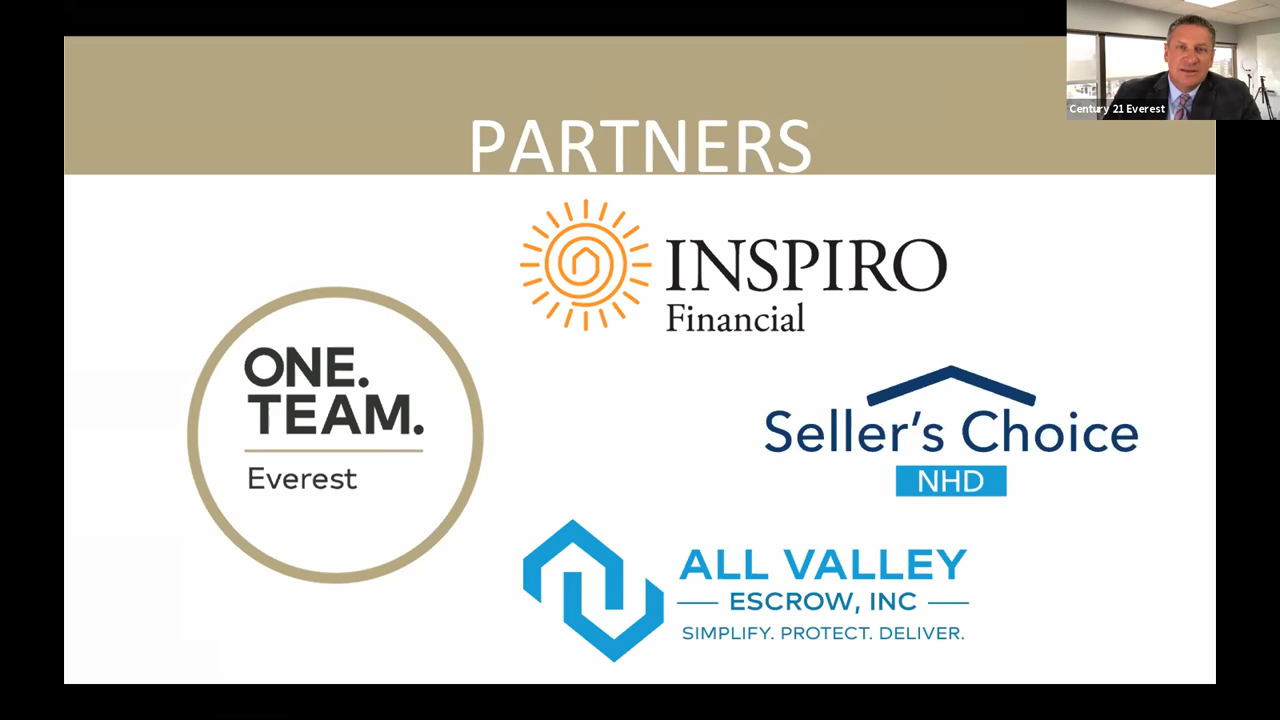 Century 21 Everest
PARTNERS
INSPIRO
Financial
ONE.
TEAM.
Everest
Seller's Choice
NHD
ALL VALLEY
ESCROW, INC
SIMPLIFY. PROTECT. DELIVER.